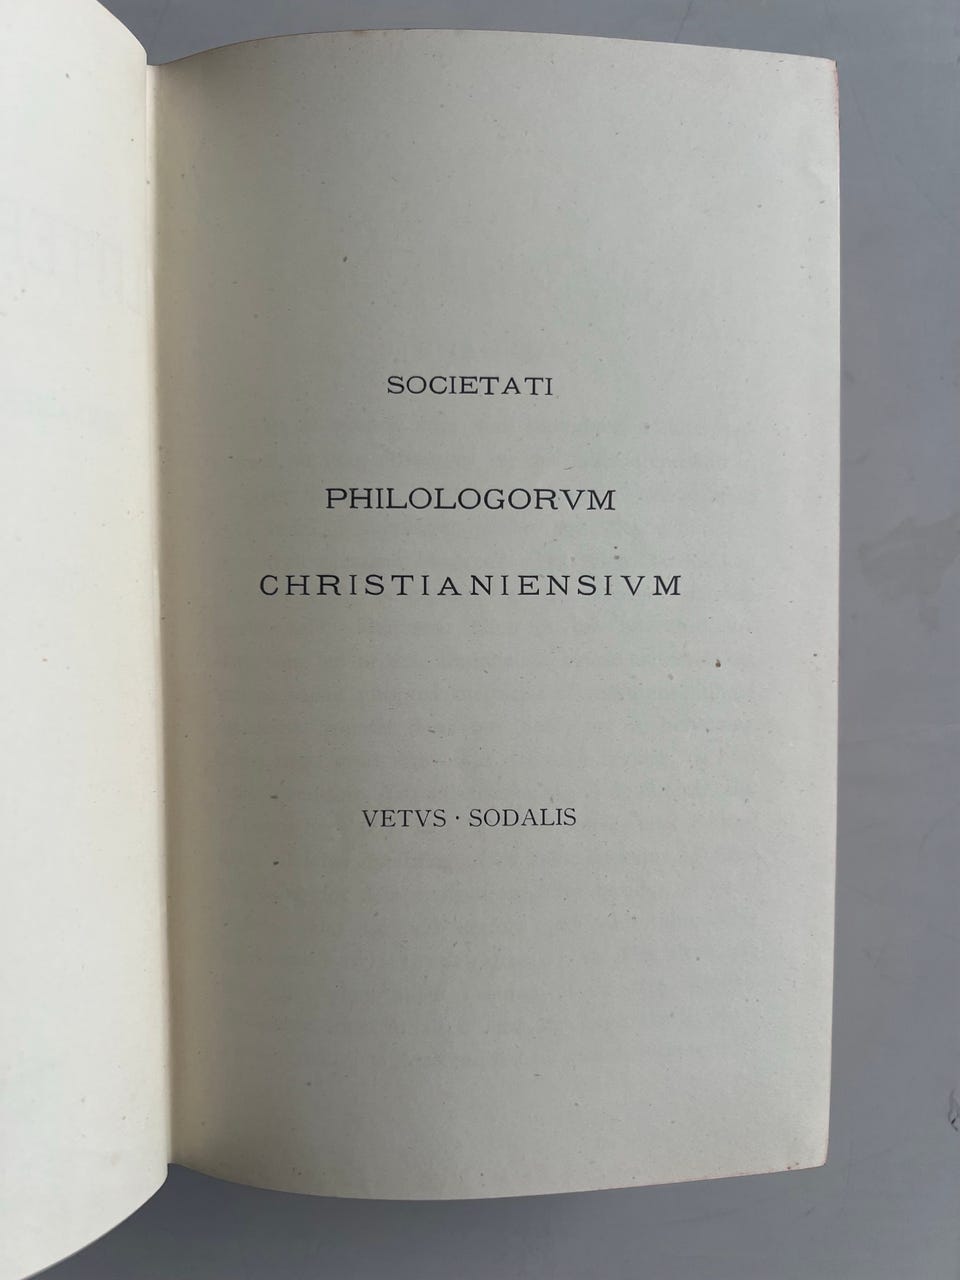 SOCIETATI
PHILOLOGORVM
CHRISTIANIENSIVM
VETVS · SODALIS